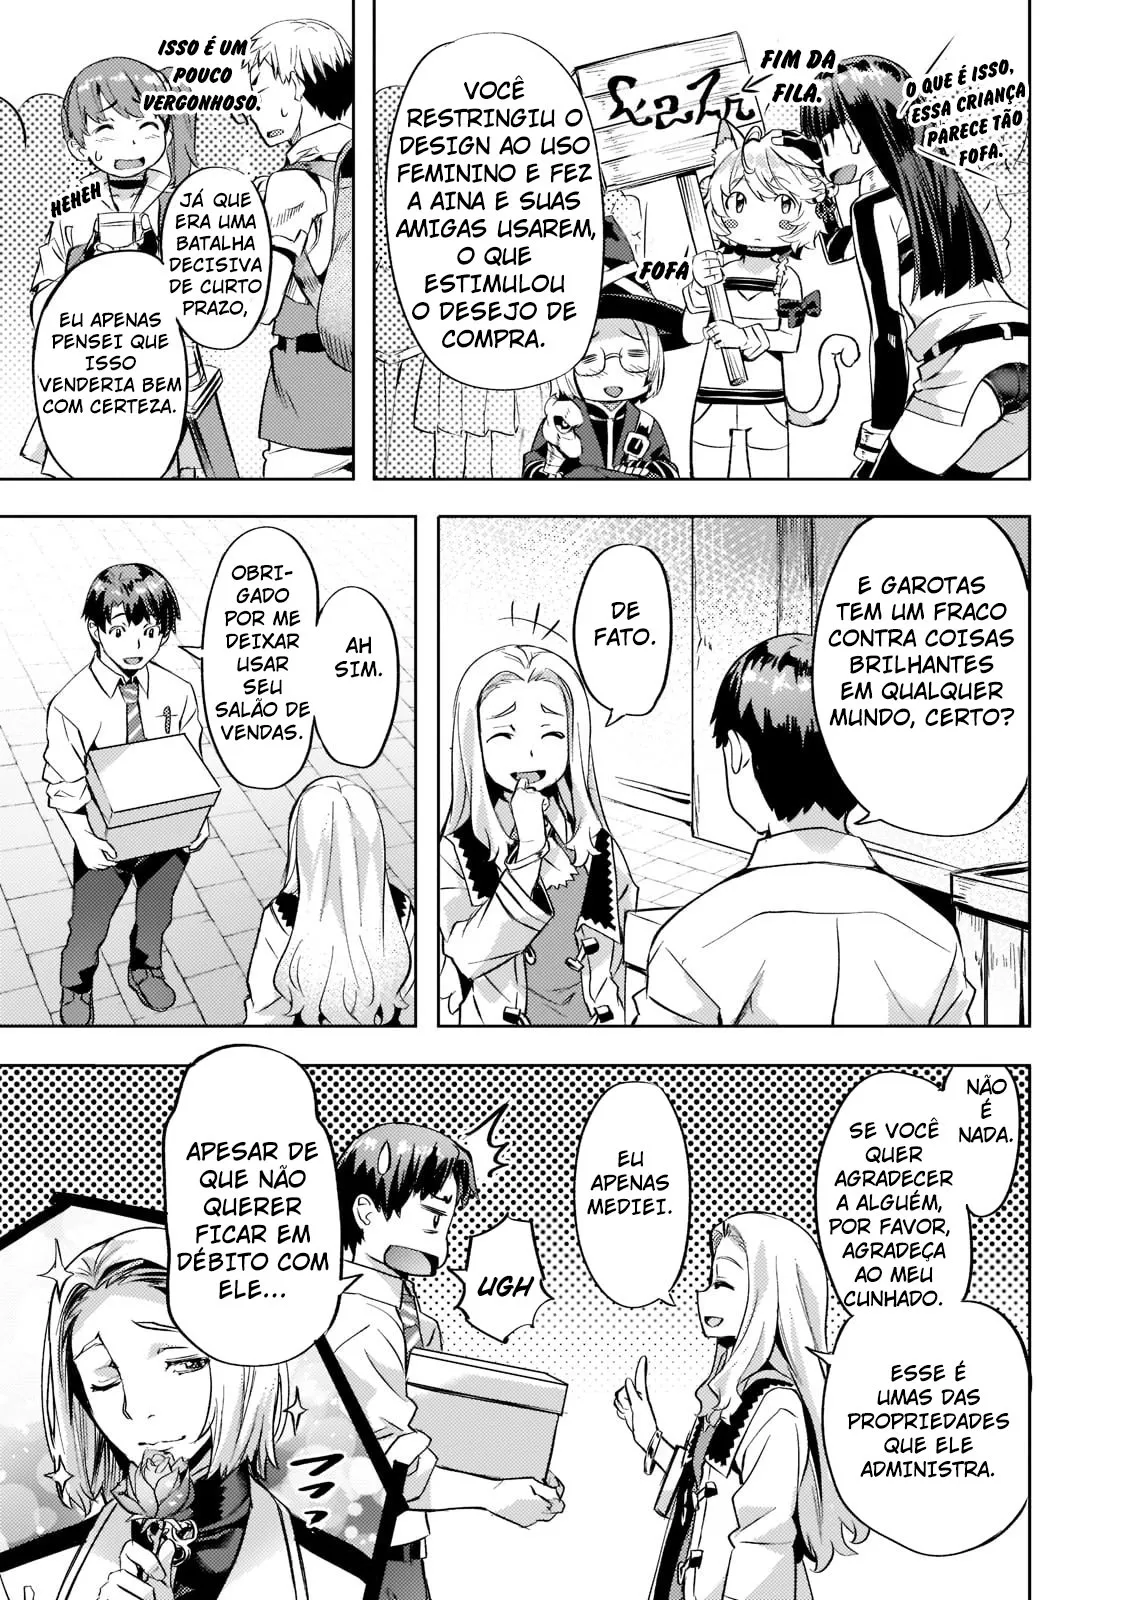 O QUE É ISSO,
ESSA CRIANÇA
PARECE TÃO
FOFA.
FIM DA
FILA.
FOFA
VOCÊ
RESTRINGIU O
DESIGN AO USO
FEMININO E FEZ
A AINA E SUAS
AMIGAS USAREM,
O QUE
ESTIMULOU
O DESEJO DE
COMPRA.
ISSO É UM
POUCO
VERGONHOSO.
HEHEH
JÁ QUE
ERA UMA
BATALHA
DECISIVA
DE CURTO
PRAZO,
EU APENAS
PENSEI QUE
ISSO
VENDERIA BEM
COM CERTEZA.
E GAROTAS
TEM UM FRACO
CONTRA COISAS
BRILHANTES
EM QUALQUER
MUNDO, CERTO?
DE
FATO.
AH
SIM.
OBRI-
GADO
POR ME
DEIXAR
USAR
SEU
SALÃO DE
VENDAS.
NÃO
É
NADA.
SE VOCÊ
QUER
AGRADECER
A ALGUÉM,
POR FAVOR,
AGRADEÇA
AO MEU
CUNHADO.
ESSE É
UMAS DAS
PROPRIEDADES
QUE ELE
ADMINISTRA.
EU
APENAS
MEDIEI.
UGH
APESAR DE
QUE NÃO
QUERER
FICAR EM
DÉBITO COM
ELE...